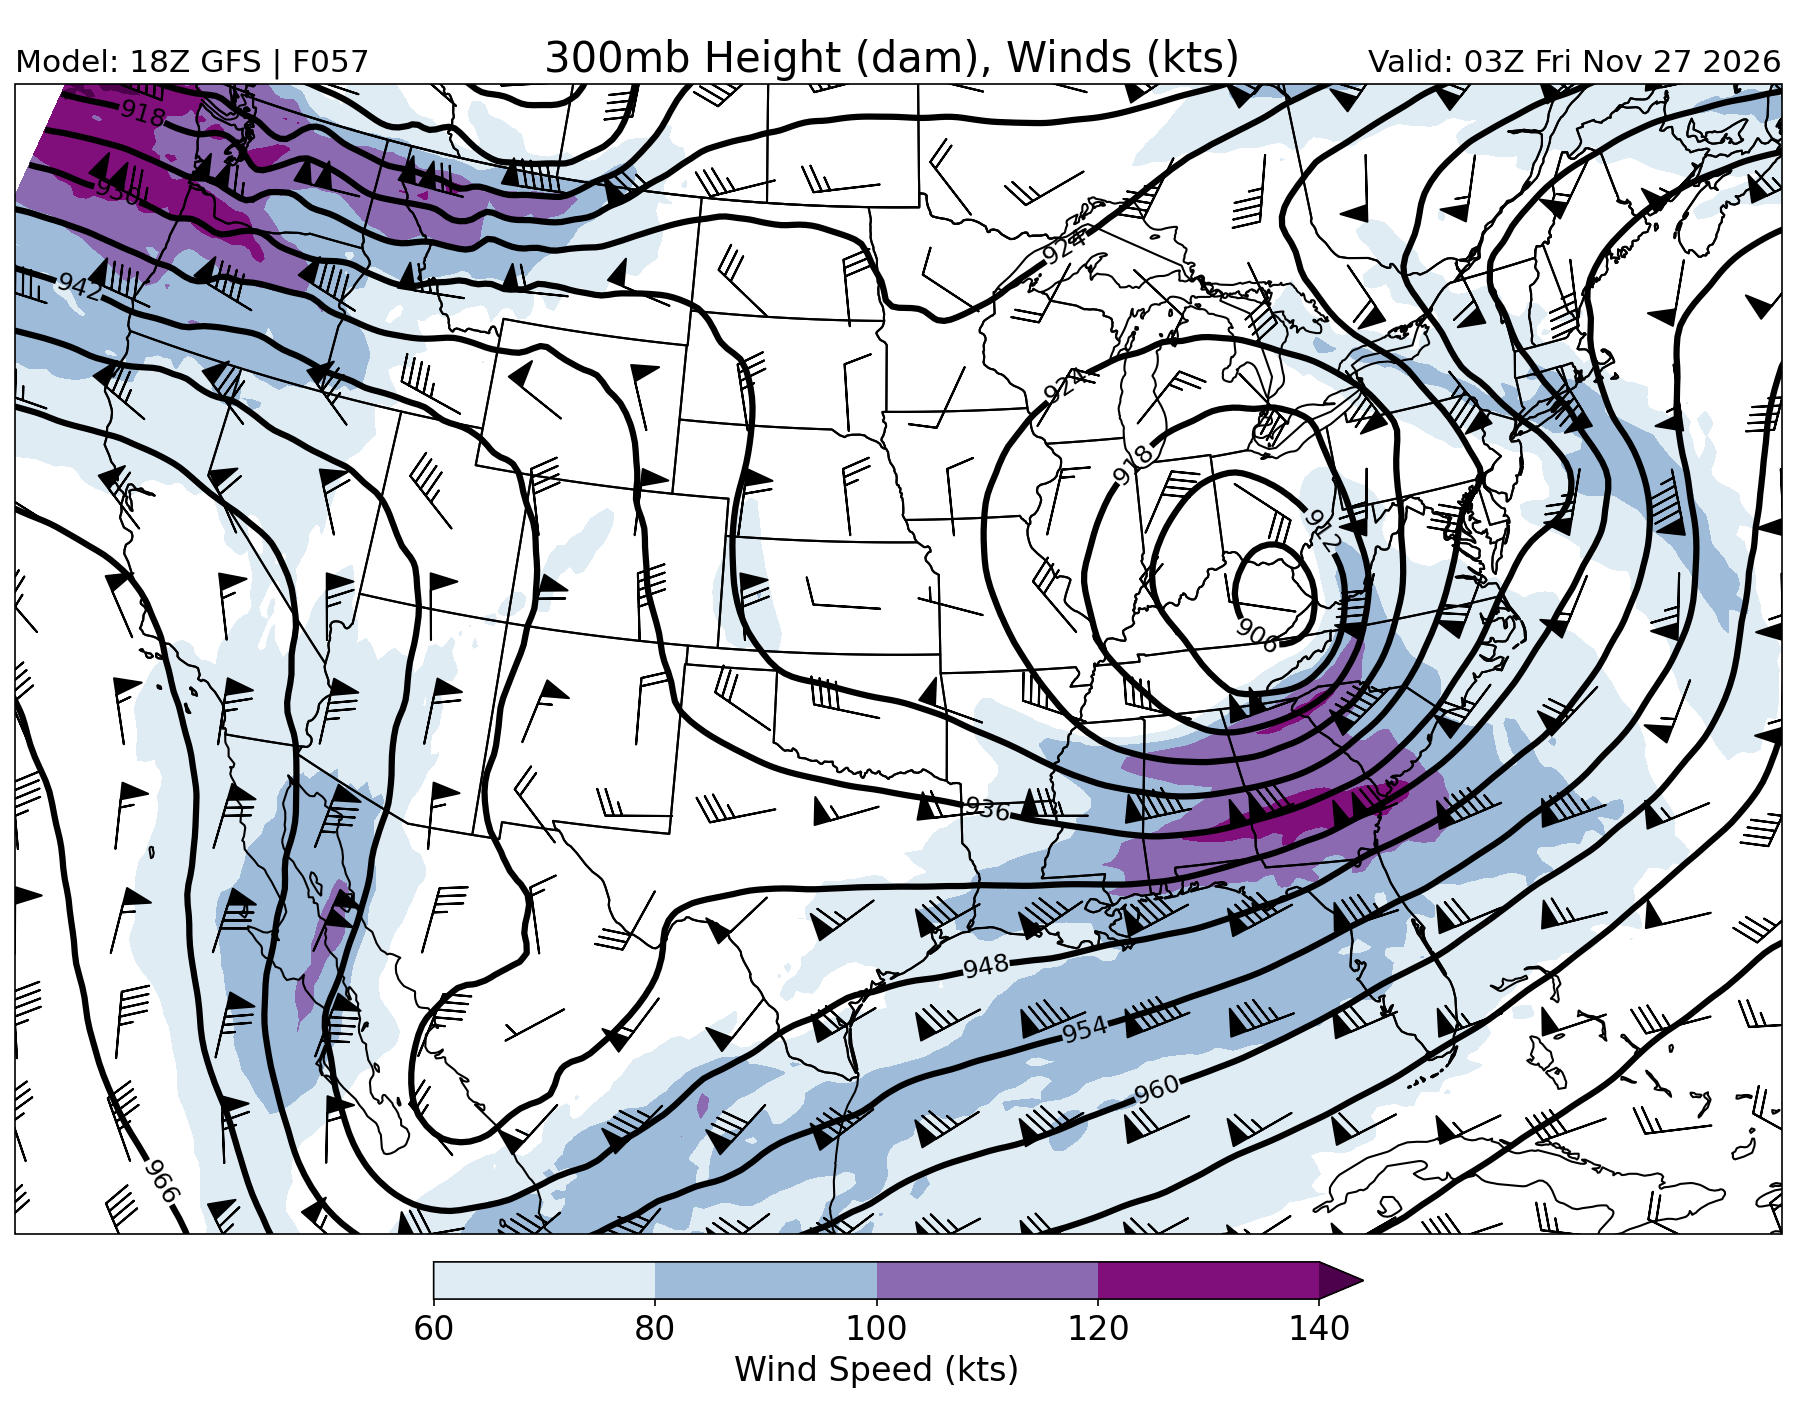 Model: 18Z GFS | F057
300mb Height (dam), Winds (kts)
Valid: 03Z Fri Nov 27 2026
918
930
942
924
924
918
912
906
936
948
954
960
966
60 80 100 120 140
Wind Speed (kts)